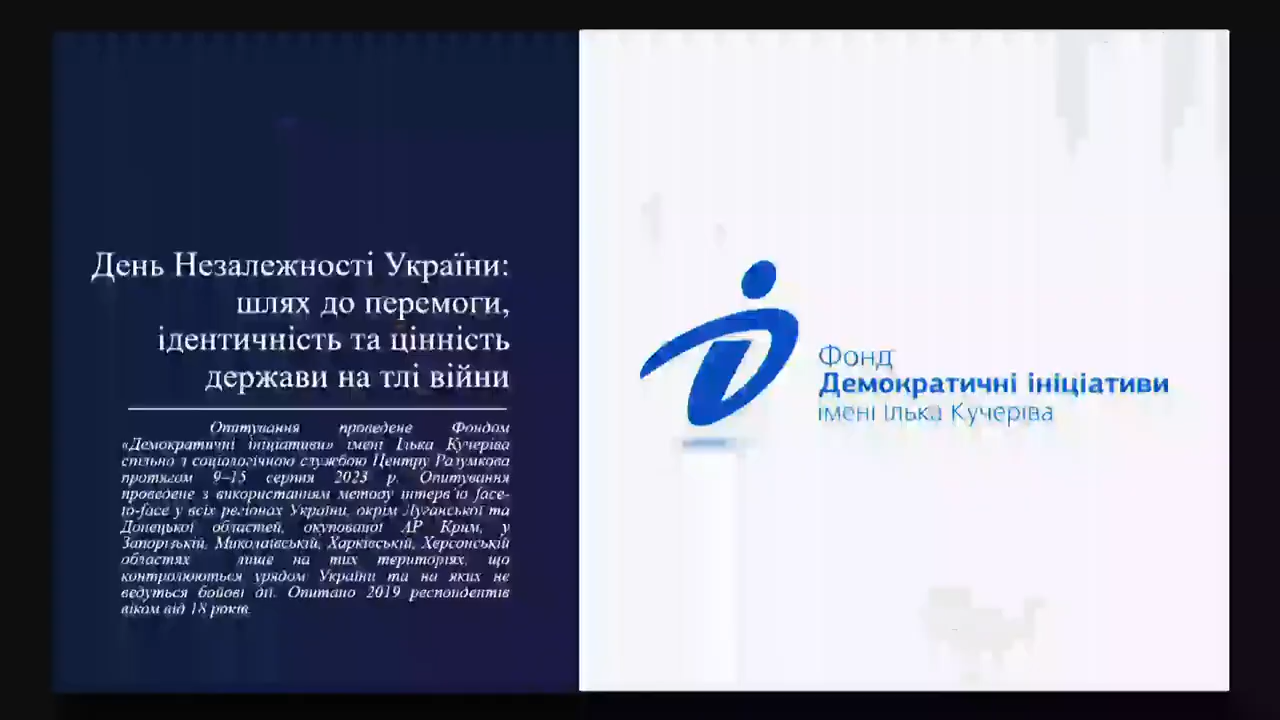 День Незалежності України:
шлях до перемоги,
ідентичність та цінність
держави на тлі війни
Опитування проведене Фондом
«Демократичні ініціативи» імені Ілька Кучеріва
спільно з соціологічною службою Центру Разумкова
протягом 9–15 серпня 2023 р. Опитування
проведене з використанням методу інтерв’ю face-
to-face у всіх регіонах України, окрім Луганської та
Донецької областей, окупованої АР Крим, у
Запорізькій, Миколаївській, Харківській, Херсонській
областях лише на тих територіях, що
контролюються урядом України та на яких не
ведуться бойові дії. Опитано 2019 респондентів
віком від 18 років.
Фонд
Демократичні ініціативи
імені Ілька Кучеріва